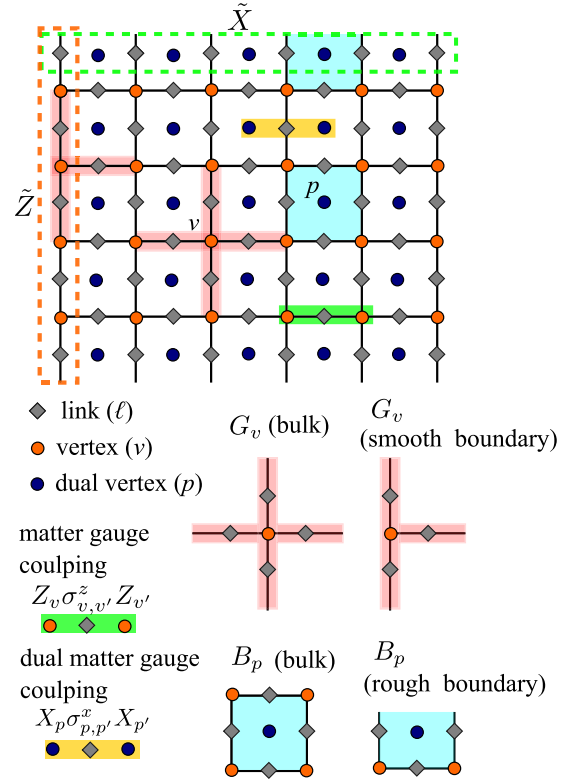 X̃
p
Z̃
v
link (ℓ)
vertex (v)
dual vertex (p)
G_v (bulk)
G_v
(smooth boundary)
matter gauge
coulping
Z_v σ^z_{v,v′} Z_{v′}
dual matter gauge
coulping
X_p σ^x_{p,p′} X_{p′}
B_p (bulk)
B_p
(rough boundary)